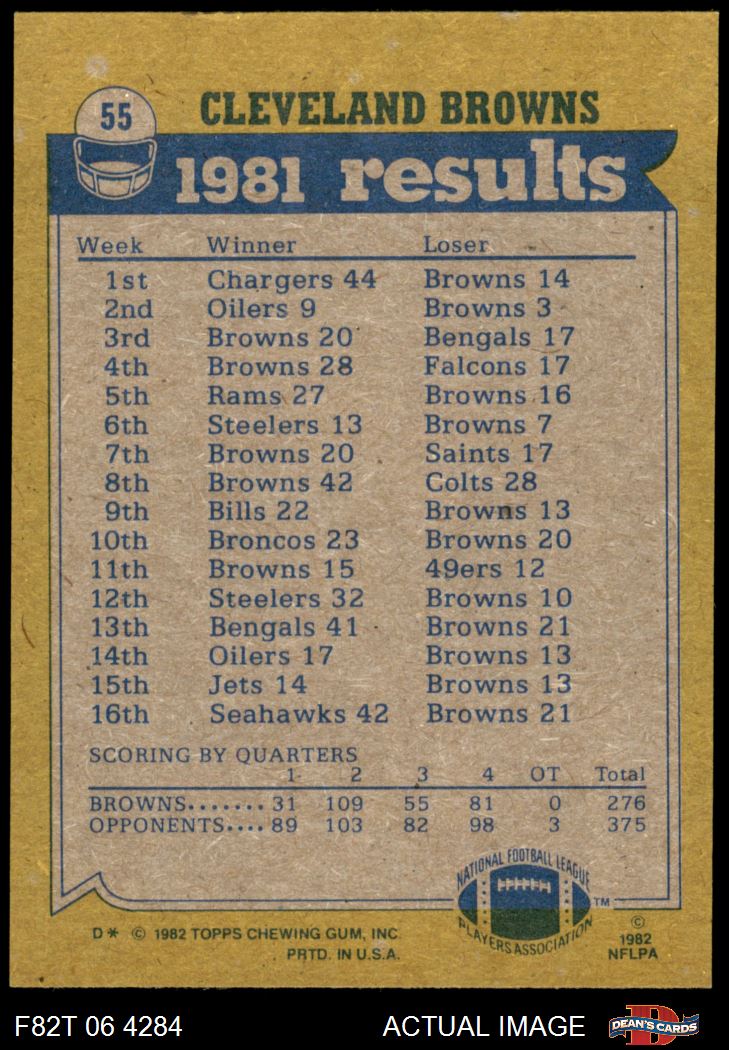 55
CLEVELAND BROWNS
1981 results
Week Winner Loser
1st Chargers 44 Browns 14
2nd Oilers 9 Browns 3
3rd Browns 20 Bengals 17
4th Browns 28 Falcons 17
5th Rams 27 Browns 16
6th Steelers 13 Browns 7
7th Browns 20 Saints 17
8th Browns 42 Colts 28
9th Bills 22 Browns 13
10th Broncos 23 Browns 20
11th Browns 15 49ers 12
12th Steelers 32 Browns 10
13th Bengals 41 Browns 21
14th Oilers 17 Browns 13
15th Jets 14 Browns 13
16th Seahawks 42 Browns 21
SCORING BY QUARTERS
1 2 3 4 OT Total
BROWNS....... 31 109 55 81 0 276
OPPONENTS.... 89 103 82 98 3 375
NATIONAL FOOTBALL LEAGUE
PLAYERS ASSOCIATION
TM
D* © 1982 TOPPS CHEWING GUM, INC.
PRTD. IN U.S.A.
©
1982
NFLPA
F82T 06 4284 ACTUAL IMAGE
DEAN'S CARDS